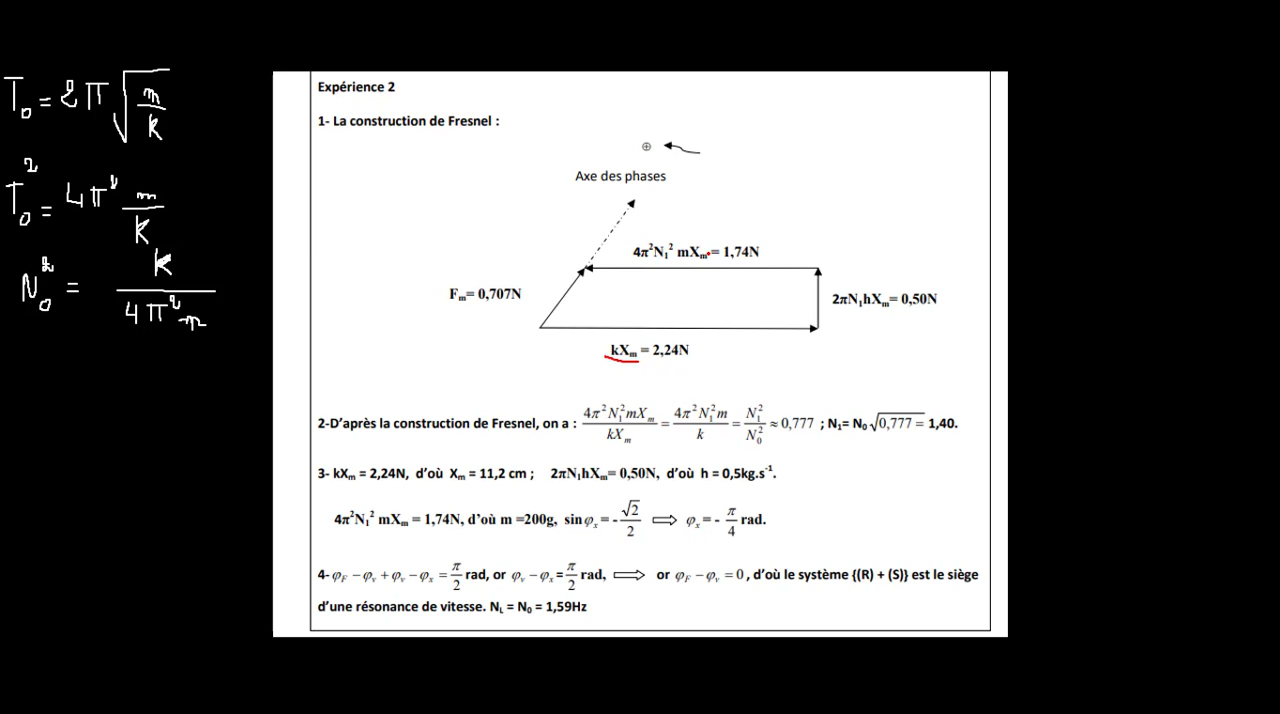 T₀ = 2π√(m/k)
T₀² = 4π² m/k
N₀² = k/(4π²m)
Expérience 2
1- La construction de Fresnel :
⊕
Axe des phases
4π²N₁² mXₘ= 1,74N
Fₘ= 0,707N
2πN₁hXₘ= 0,50N
kXₘ = 2,24N
2-D’après la construction de Fresnel, on a : 4π²N₁²mXₘ/kXₘ = 4π²N₁²m/k = N₁²/N₀² ≈ 0,777 ; N₁= N₀√(0,777 =) 1,40.
3- kXₘ = 2,24N, d’où Xₘ = 11,2 cm ; 2πN₁hXₘ= 0,50N, d’où h = 0,5kg.s⁻¹.
4π²N₁² mXₘ = 1,74N, d’où m =200g, sinφₓ = - √2/2 ⟹ φₓ = - π/4 rad.
4- φF − φv + φv − φₓ = π/2 rad, or φv − φₓ = π/2 rad, ⟹ or φF − φv = 0 , d’où le système {(R) + (S)} est le siège
d’une résonance de vitesse. NL = N₀ = 1,59Hz